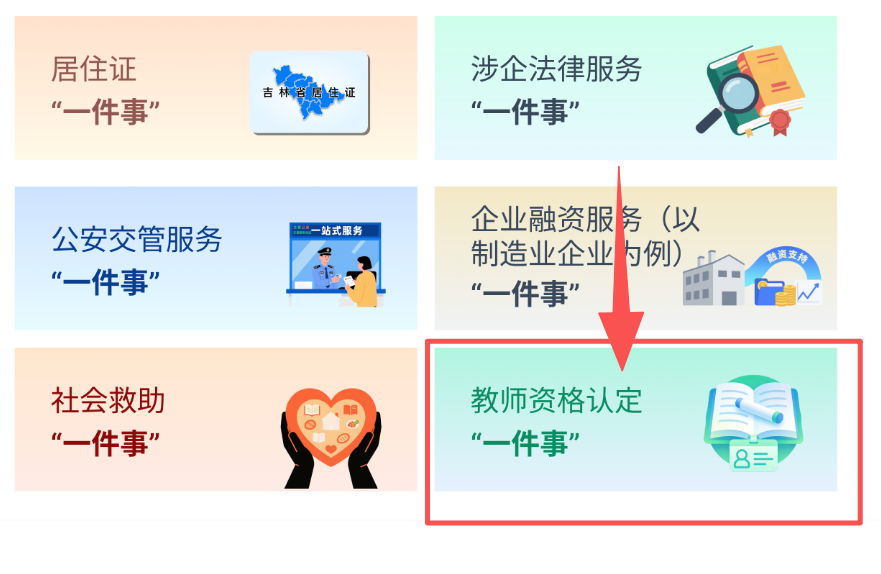 居住证
“一件事”
吉林省居住证
涉企法律服务
“一件事”
公安交管服务
“一件事”
一站式服务
企业融资服务（以
制造业企业为例）
“一件事”
融资支持
社会救助
“一件事”
教师资格认定
“一件事”